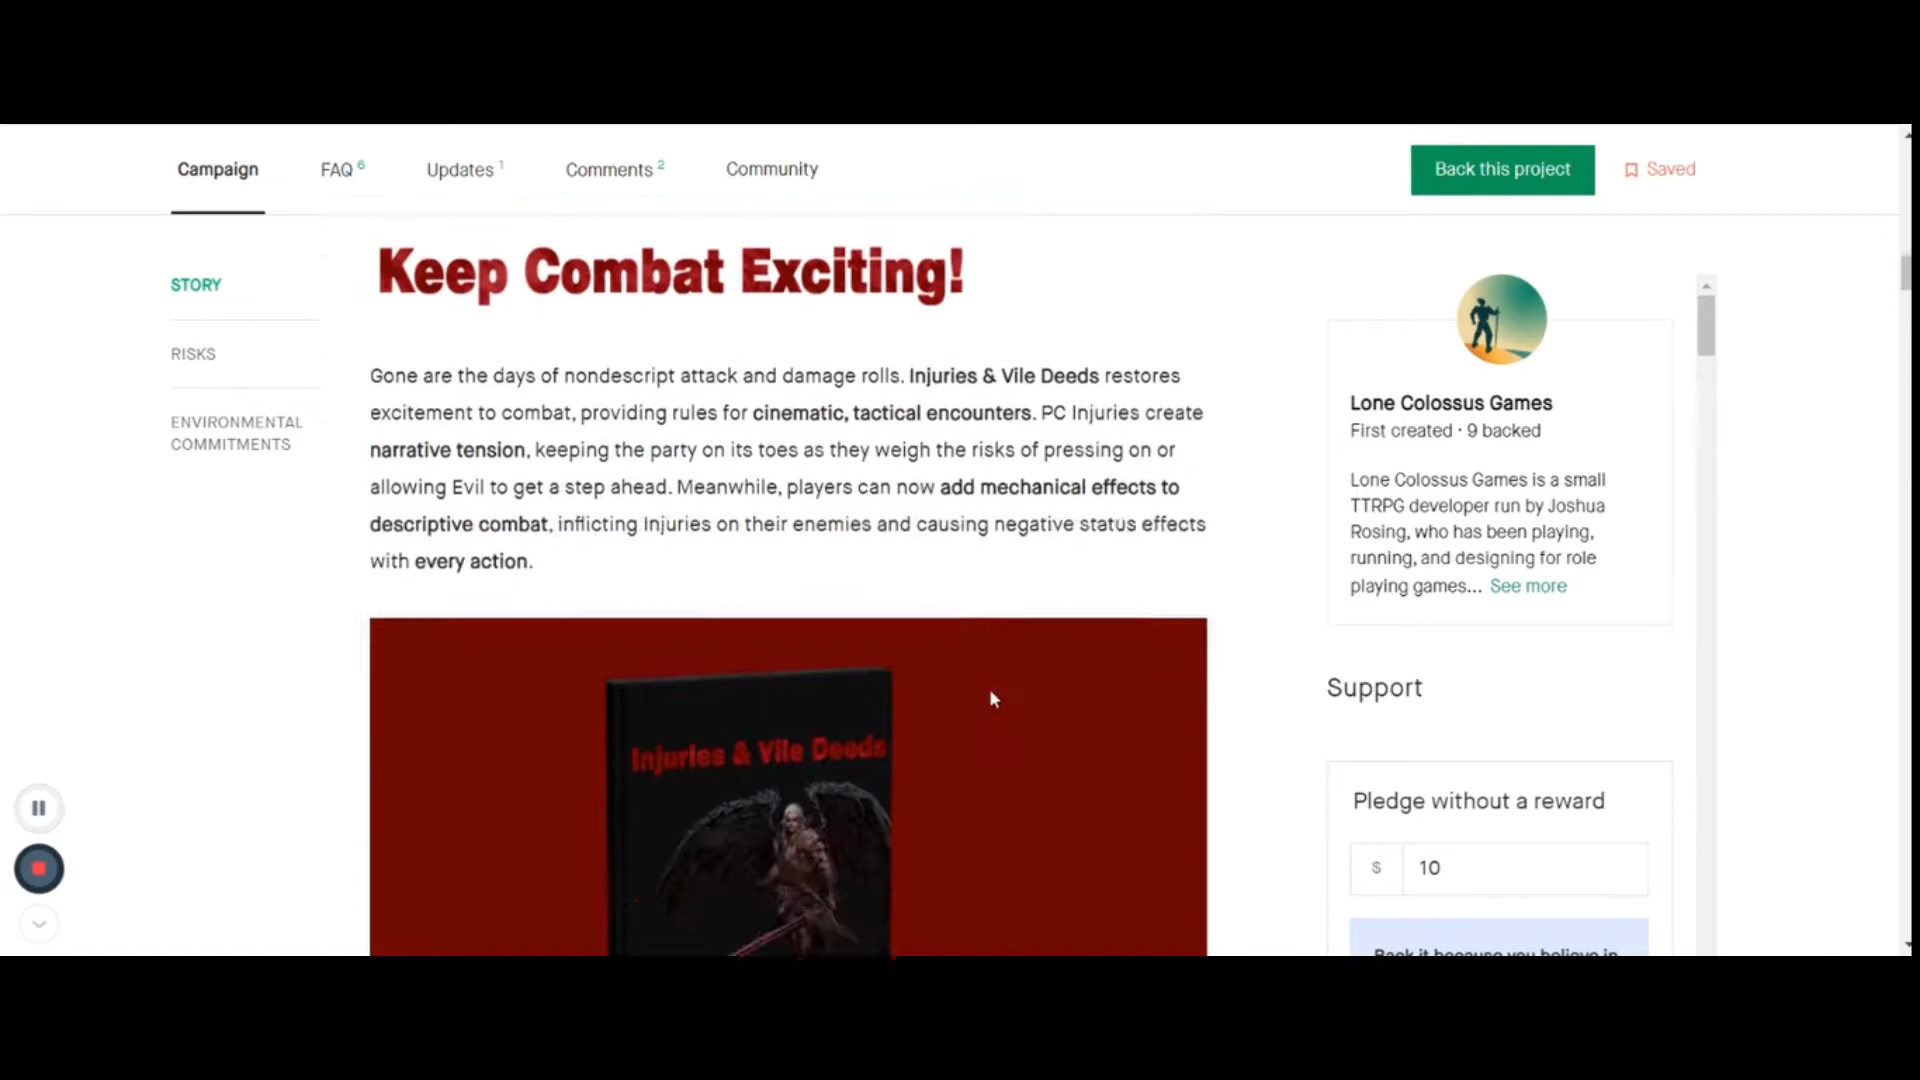 Campaign
FAQ 6
Updates 1
Comments 2
Community
Back this project
Saved
STORY
RISKS
ENVIRONMENTAL
COMMITMENTS
Keep Combat Exciting!
Gone are the days of nondescript attack and damage rolls. Injuries & Vile Deeds restores
excitement to combat, providing rules for cinematic, tactical encounters. PC Injuries create
narrative tension, keeping the party on its toes as they weigh the risks of pressing on or
allowing Evil to get a step ahead. Meanwhile, players can now add mechanical effects to
descriptive combat, inflicting Injuries on their enemies and causing negative status effects
with every action.
Injuries & Vile Deeds
Lone Colossus Games
First created · 9 backed
Lone Colossus Games is a small
TTRPG developer run by Joshua
Rosing, who has been playing,
running, and designing for role
playing games... See more
Support
Pledge without a reward
$ 10
Back it because you believe in